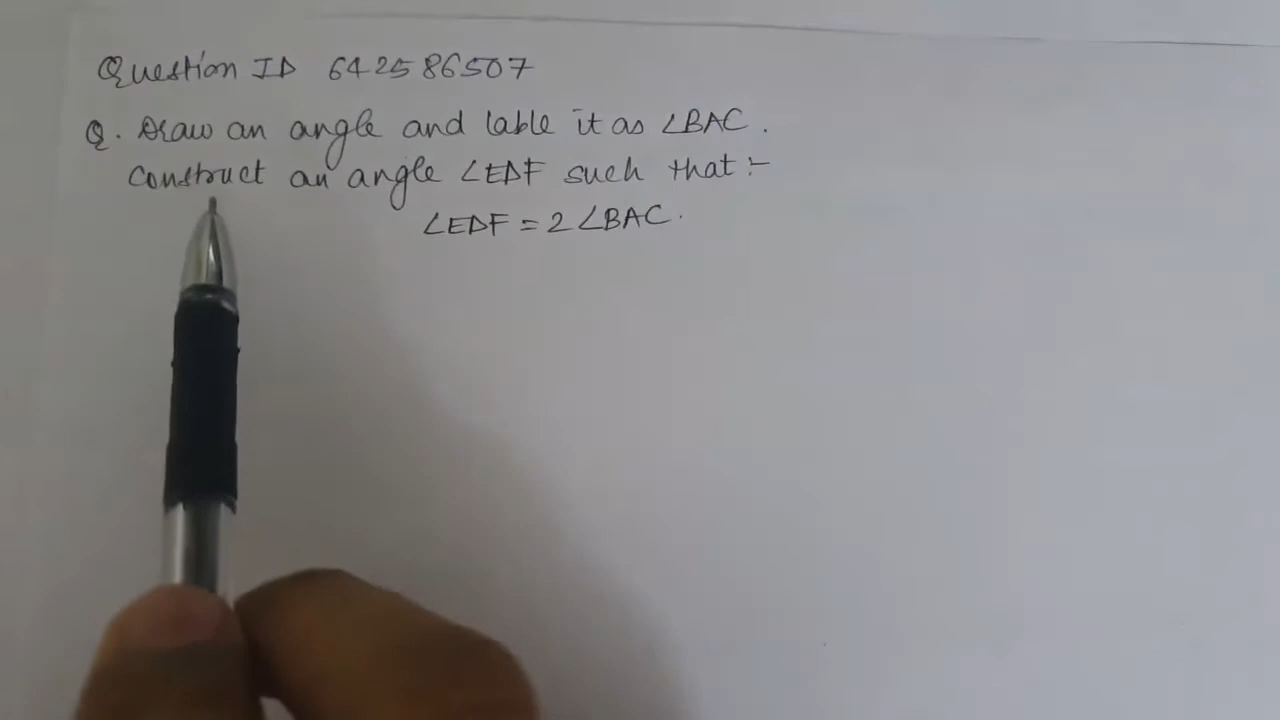 Question ID 642586507
Q. Draw an angle and lable it as ∠BAC.
Construct an angle ∠EDF such that :-
∠EDF = 2 ∠BAC.